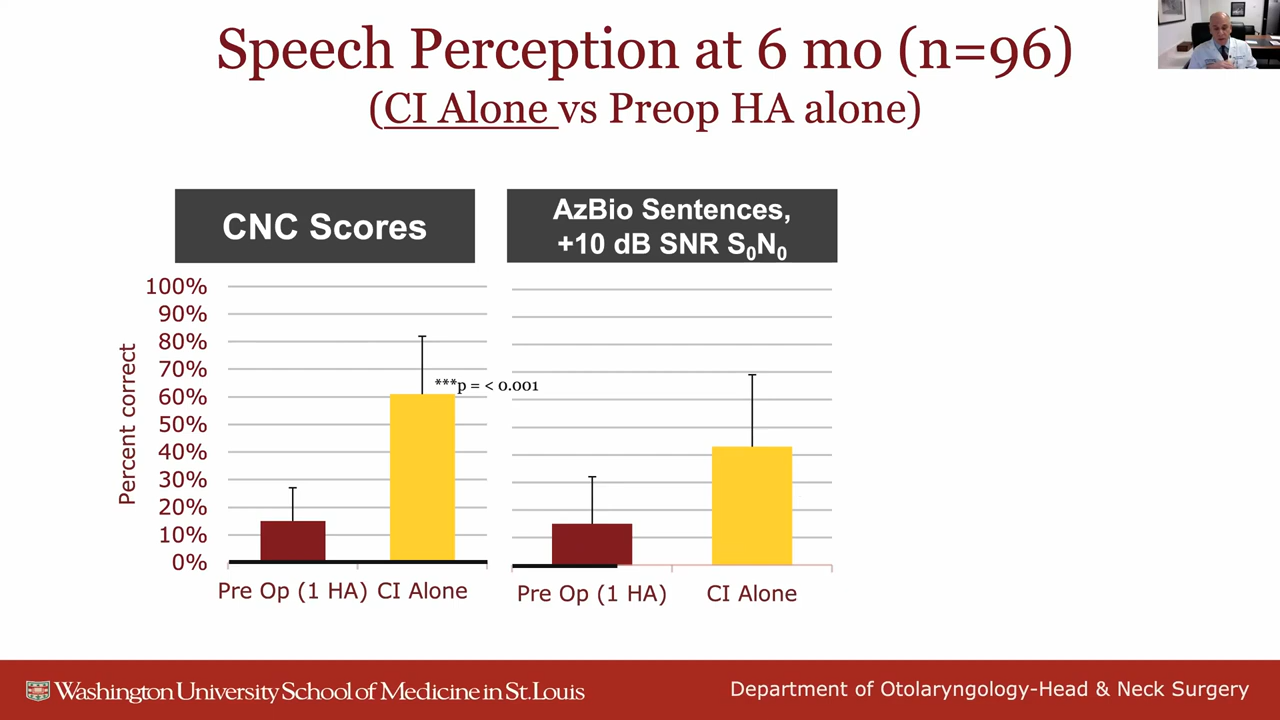 Speech Perception at 6 mo (n=96)
(CI Alone vs Preop HA alone)
CNC Scores
AzBio Sentences,
+10 dB SNR S₀N₀
Percent correct
100%
90%
80%
70%
60%
50%
40%
30%
20%
10%
0%
***p = < 0.001
Pre Op (1 HA) CI Alone
Pre Op (1 HA) CI Alone
Washington University School of Medicine in St. Louis
Department of Otolaryngology-Head & Neck Surgery